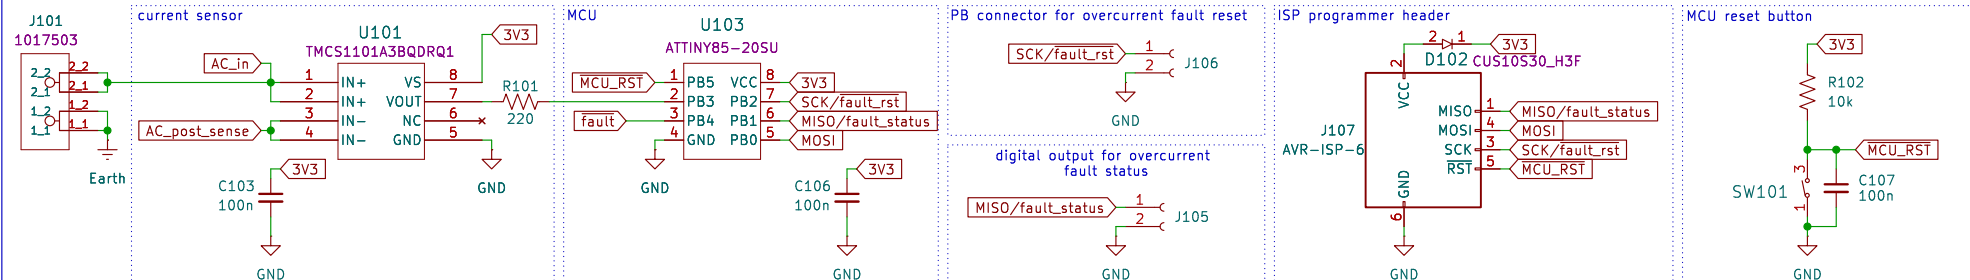 J101
1017503
2_2
2_1
1_2
1_1
2_2
2_1
1_2
1_1
Earth
current sensor
U101
TMCS1101A3BQDRQ1
AC_in
AC_post_sense
1 IN+
2 IN+
3 IN-
4 IN-
VS 8
VOUT 7
NC 6
GND 5
3V3
R101
220
GND
3V3
C103
100n
GND
MCU
U103
ATTINY85-20SU
MCU_RST
fault
1 PB5
2 PB3
3 PB4
4 GND
VCC 8
PB2 7
PB1 6
PB0 5
3V3
SCK/fault_rst
MISO/fault_status
MOSI
GND
3V3
C106
100n
GND
PB connector for overcurrent fault reset
SCK/fault_rst
1
2
J106
GND
digital output for overcurrent
fault status
MISO/fault_status
1
2
J105
GND
ISP programmer header
2 1
3V3
D102 CUS10S30_H3F
2
VCC
J107
AVR-ISP-6
MISO 1 MISO/fault_status
MOSI 4 MOSI
SCK 3 SCK/fault_rst
RST 5 MCU_RST
GND
6
GND
MCU reset button
3V3
R102
10k
MCU_RST
3
SW101
1
C107
100n
GND